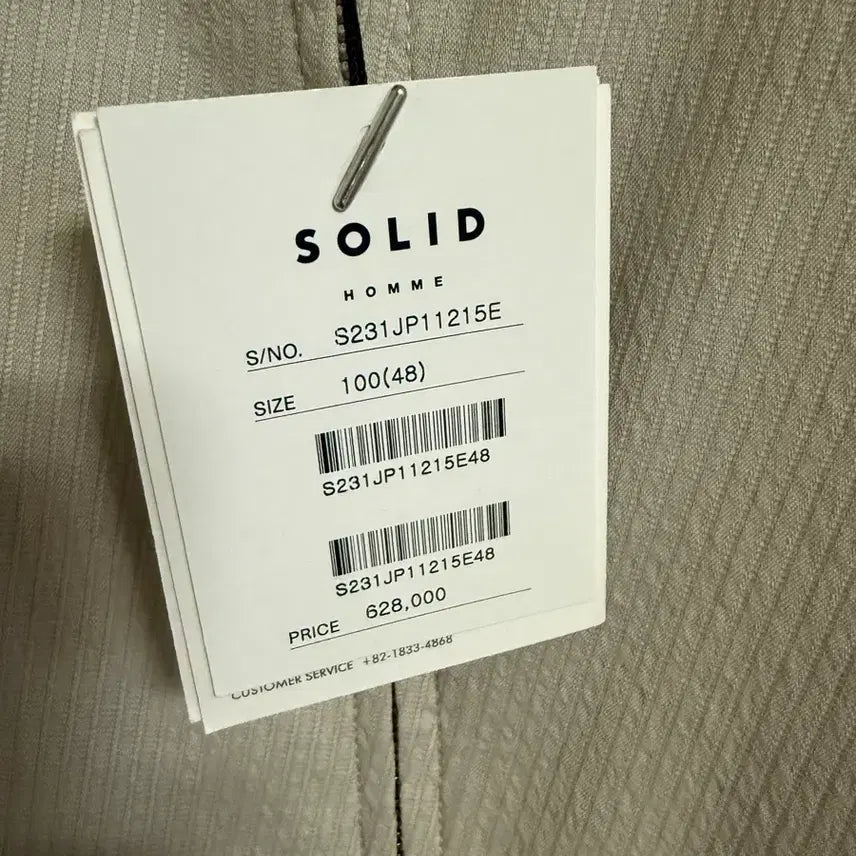 SOLID
HOMME
S/NO. S231JP11215E
SIZE 100(48)
S231JP11215E48
S231JP11215E48
PRICE 628,000
CUSTOMER SERVICE +82-1833-4868